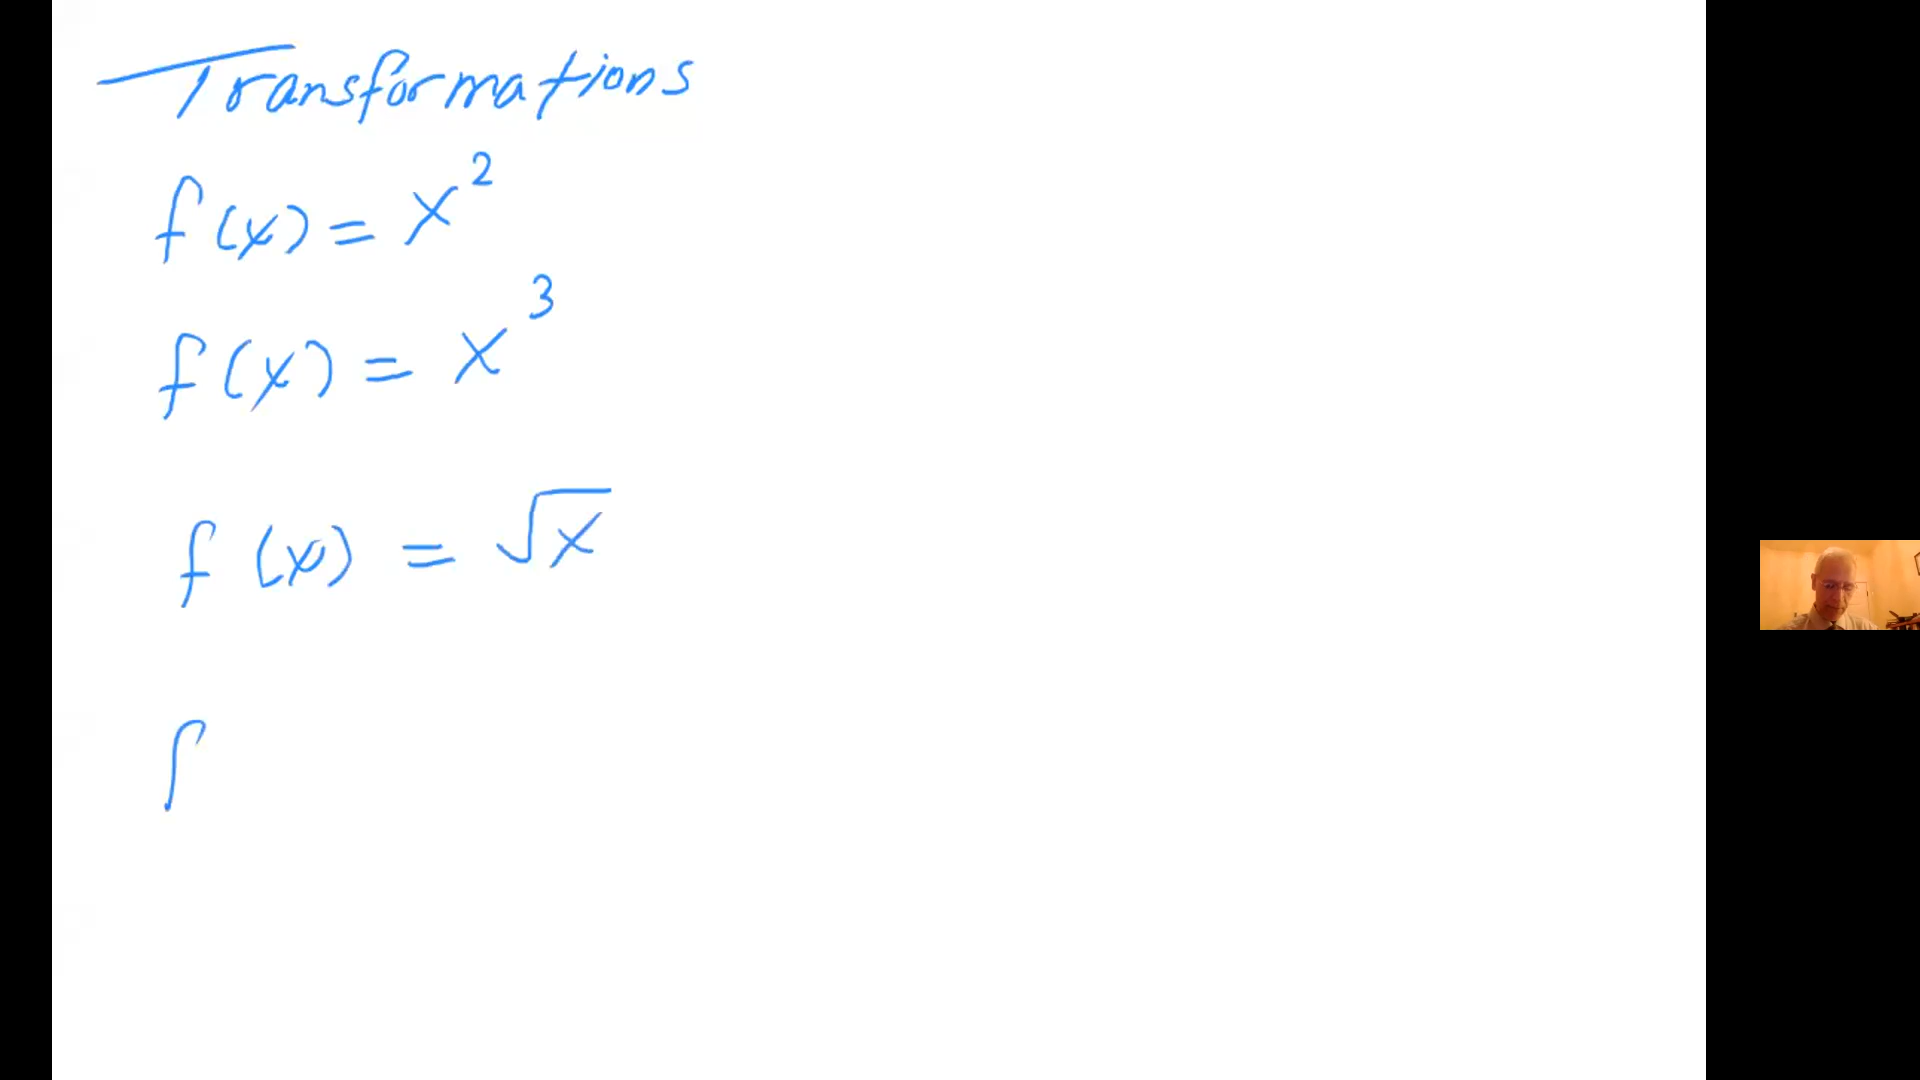 Transformations
f(x) = x²
f(x) = x³
f(x) = √x
f